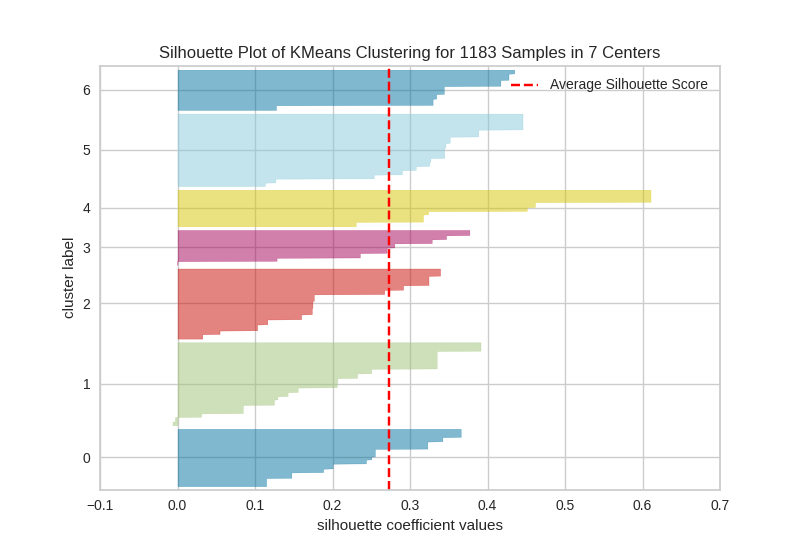 Silhouette Plot of KMeans Clustering for 1183 Samples in 7 Centers
Average Silhouette Score
6
5
4
3
2
1
0
cluster label
−0.1 0.0 0.1 0.2 0.3 0.4 0.5 0.6 0.7
silhouette coefficient values